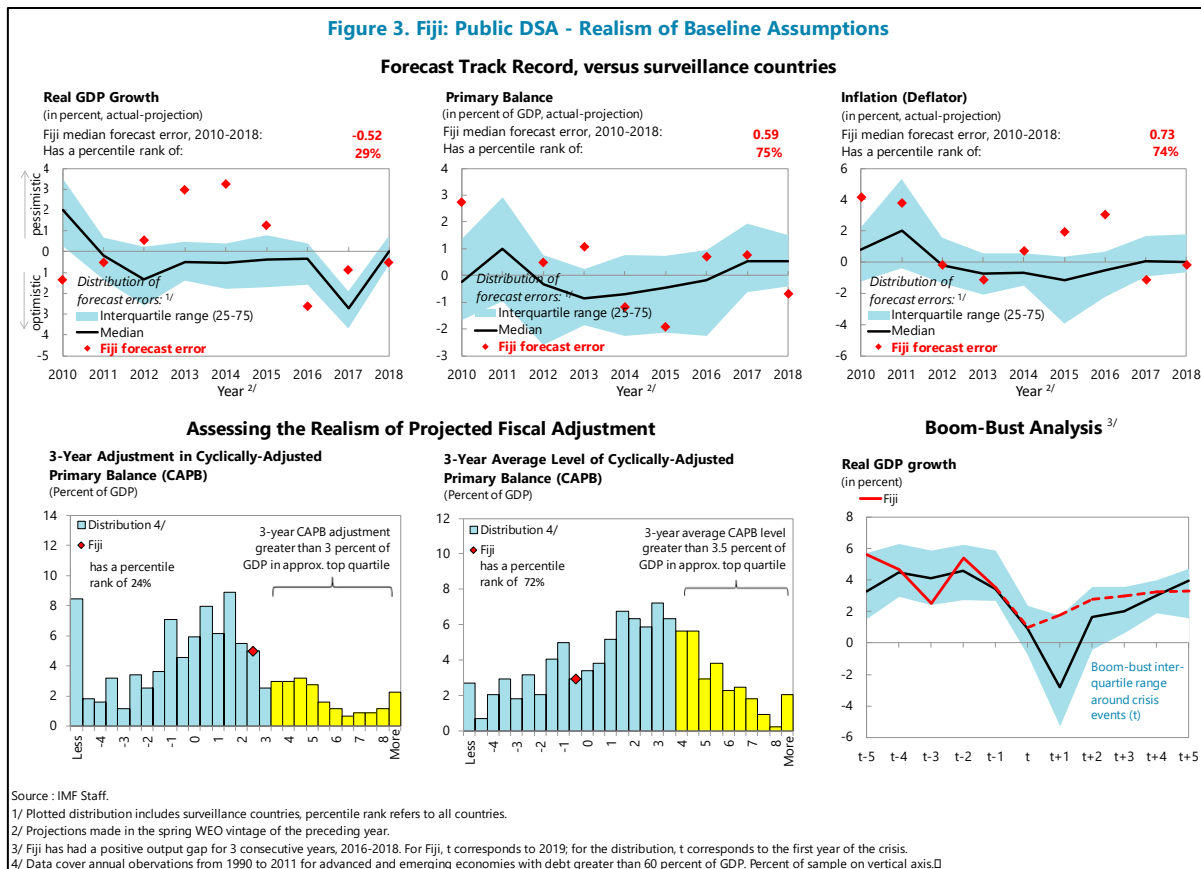 Figure 3. Fiji: Public DSA - Realism of Baseline Assumptions
Forecast Track Record, versus surveillance countries
Real GDP Growth
(in percent, actual-projection)
Fiji median forecast error, 2010-2018: -0.52
Has a percentile rank of: 29%
pessimistic
optimistic
4
3
2
1
0
1
2
3
4
-5
Distribution of
forecast errors: 1/
Interquartile range (25-75)
Median
Fiji forecast error
2010 2011 2012 2013 2014 2015 2016 2017 2018
Year 2/
Primary Balance
(in percent of GDP, actual-projection)
Fiji median forecast error, 2010-2018: 0.59
Has a percentile rank of: 75%
4
3
2
1
0
-1
-2
-3
Distribution of
forecast errors: 1/
Interquartile range (25-75)
Median
Fiji forecast error
2010 2011 2012 2013 2014 2015 2016 2017 2018
Year 2/
Inflation (Deflator)
(in percent, actual-projection)
Fiji median forecast error, 2010-2018: 0.73
Has a percentile rank of: 74%
6
4
2
0
-2
-4
-6
Distribution of
forecast errors: 1/
Interquartile range (25-75)
Median
Fiji forecast error
2010 2011 2012 2013 2014 2015 2016 2017 2018
Year 2/
Assessing the Realism of Projected Fiscal Adjustment
3-Year Adjustment in Cyclically-Adjusted
Primary Balance (CAPB)
(Percent of GDP)
14
12
10
8
6
4
2
0
Distribution 4/
Fiji
has a percentile
rank of 24%
3-year CAPB adjustment
greater than 3 percent of
GDP in approx. top quartile
Less -4 -3 -2 -1 0 1 2 3 4 5 6 7 8 More
3-Year Average Level of Cyclically-Adjusted
Primary Balance (CAPB)
(Percent of GDP)
12
10
8
6
4
2
0
Distribution 4/
Fiji
has a percentile
rank of 72%
3-year average CAPB level
greater than 3.5 percent of
GDP in approx. top quartile
Less -4 -3 -2 -1 0 1 2 3 4 5 6 7 8 More
Boom-Bust Analysis 3/
Real GDP growth
(in percent)
Fiji
8
6
4
2
0
-2
-4
-6
Boom-bust inter-
quartile range
around crisis
events (t)
t-5 t-4 t-3 t-2 t-1 t t+1 t+2 t+3 t+4 t+5
Source : IMF Staff.
1/ Plotted distribution includes surveillance countries, percentile rank refers to all countries.
2/ Projections made in the spring WEO vintage of the preceding year.
3/ Fiji has had a positive output gap for 3 consecutive years, 2016-2018. For Fiji, t corresponds to 2019; for the distribution, t corresponds to the first year of the crisis.
4/ Data cover annual obervations from 1990 to 2011 for advanced and emerging economies with debt greater than 60 percent of GDP. Percent of sample on vertical axis.